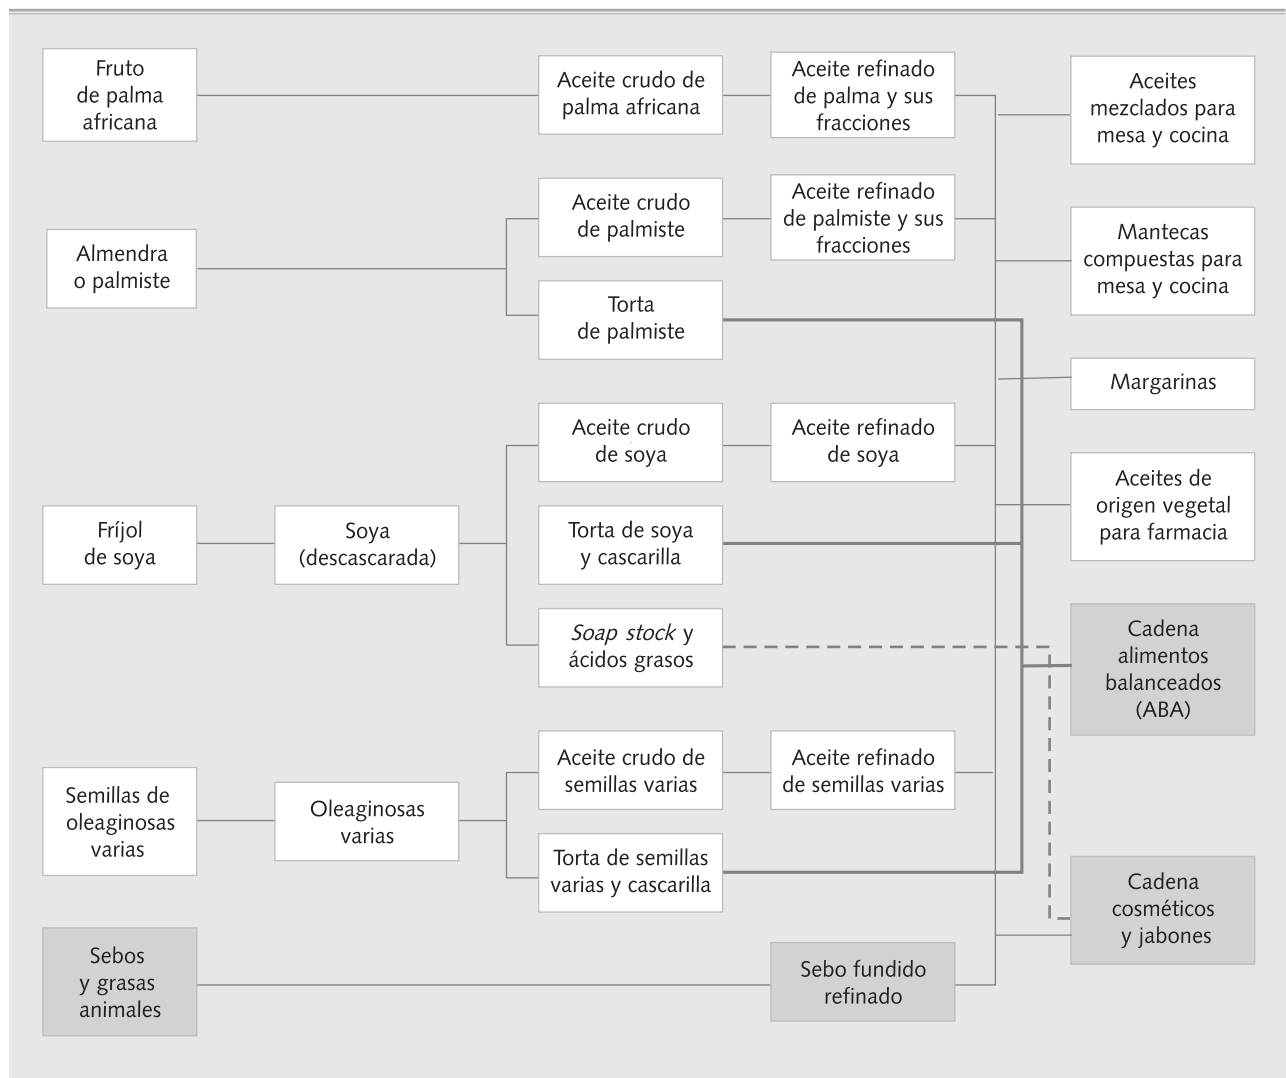 Fruto
de palma
africana
Aceite crudo de
palma africana
Aceite refinado
de palma y sus
fracciones
Aceites
mezclados para
mesa y cocina
Almendra
o palmiste
Aceite crudo
de palmiste
Aceite refinado
de palmiste y sus
fracciones
Mantecas
compuestas para
mesa y cocina
Torta
de palmiste
Margarinas
Aceite crudo
de soya
Aceite refinado
de soya
Aceites de
origen vegetal
para farmacia
Fríjol
de soya
Soya
(descascarada)
Torta de soya
y cascarilla
Soap stock y
ácidos grasos
Cadena
alimentos
balanceados
(ABA)
Semillas de
oleaginosas
varias
Oleaginosas
varias
Aceite crudo de
semillas varias
Aceite refinado
de semillas varias
Torta de semillas
varias y cascarilla
Cadena
cosméticos
y jabones
Sebos
y grasas
animales
Sebo fundido
refinado